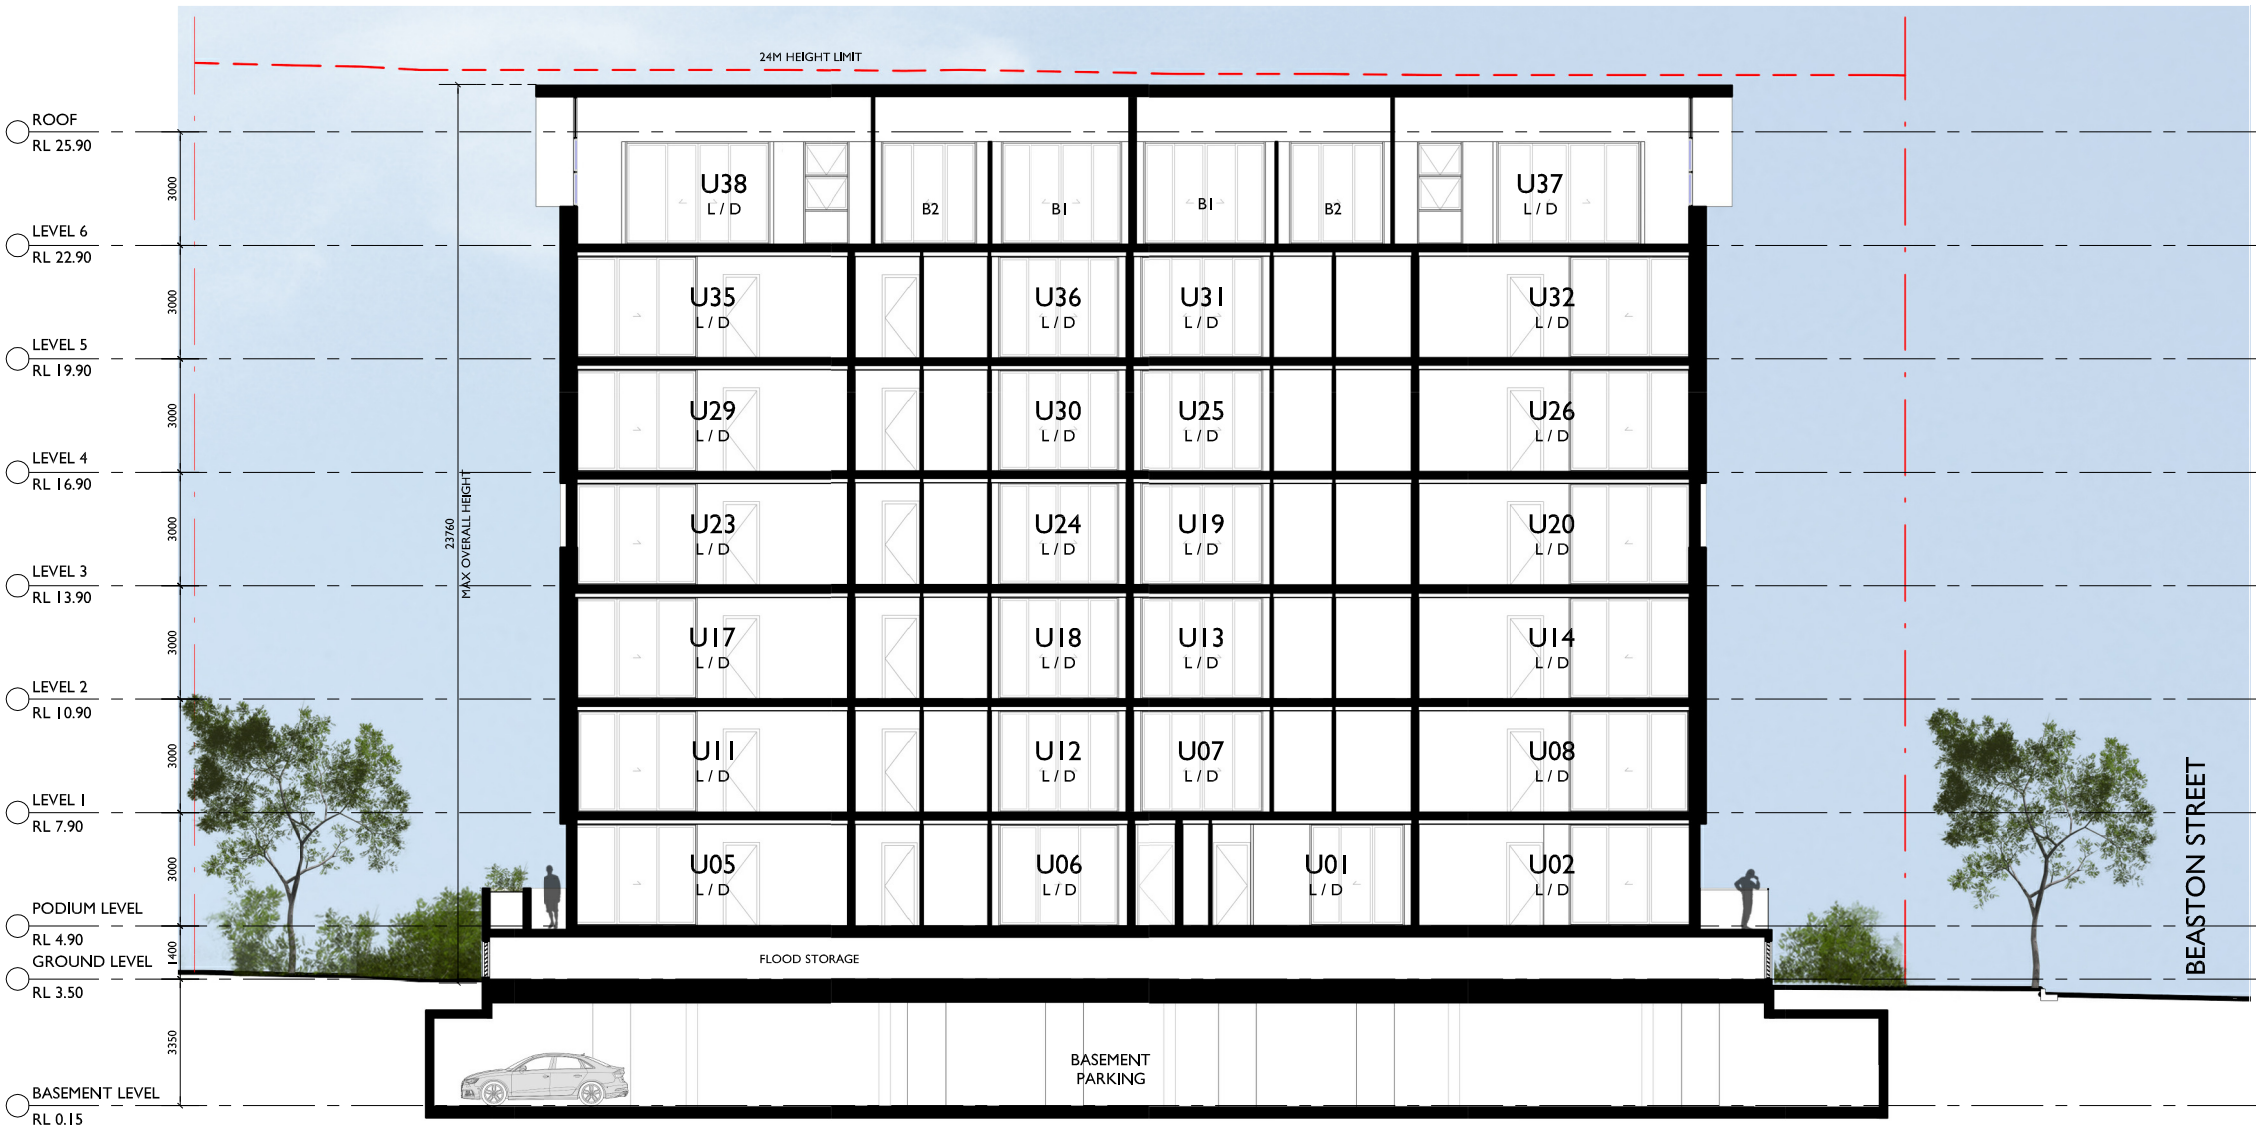 24M HEIGHT LIMIT
ROOF
RL 25.90
3000
U38
L / D
B2
B1
B1
B2
U37
L / D
LEVEL 6
RL 22.90
3000
U35
L / D
U36
L / D
U31
L / D
U32
L / D
LEVEL 5
RL 19.90
3000
U29
L / D
U30
L / D
U25
L / D
U26
L / D
LEVEL 4
RL 16.90
3000
23760
MAX OVERALL HEIGHT
U23
L / D
U24
L / D
U19
L / D
U20
L / D
LEVEL 3
RL 13.90
3000
U17
L / D
U18
L / D
U13
L / D
U14
L / D
LEVEL 2
RL 10.90
3000
U11
L / D
U12
L / D
U07
L / D
U08
L / D
LEVEL 1
RL 7.90
3000
U05
L / D
U06
L / D
U01
L / D
U02
L / D
BEASTON STREET
PODIUM LEVEL
RL 4.90
1400
GROUND LEVEL
RL 3.50
FLOOD STORAGE
3350
BASEMENT
PARKING
BASEMENT LEVEL
RL 0.15